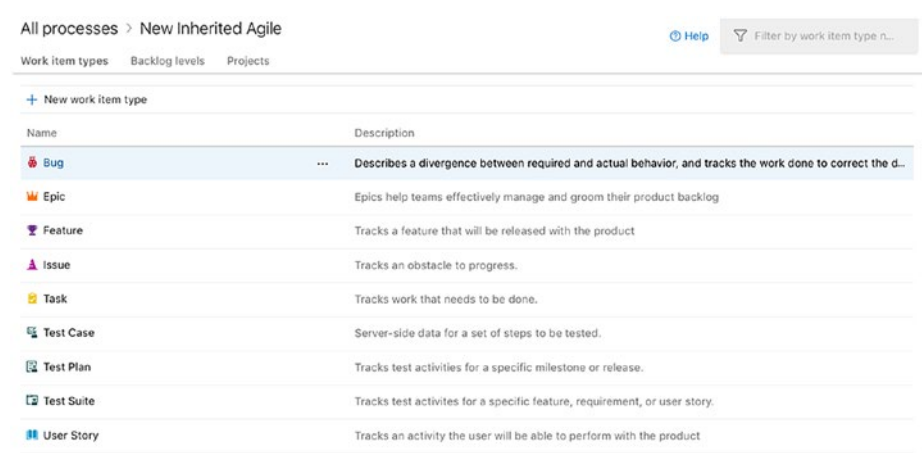 All processes > New Inherited Agile
Help
Filter by work item type n...
Work item types Backlog levels Projects
+ New work item type
Name Description
Bug ... Describes a divergence between required and actual behavior, and tracks the work done to correct the d...
Epic Epics help teams effectively manage and groom their product backlog
Feature Tracks a feature that will be released with the product
Issue Tracks an obstacle to progress.
Task Tracks work that needs to be done.
Test Case Server-side data for a set of steps to be tested.
Test Plan Tracks test activities for a specific milestone or release.
Test Suite Tracks test activites for a specific feature, requirement, or user story.
User Story Tracks an activity the user will be able to perform with the product